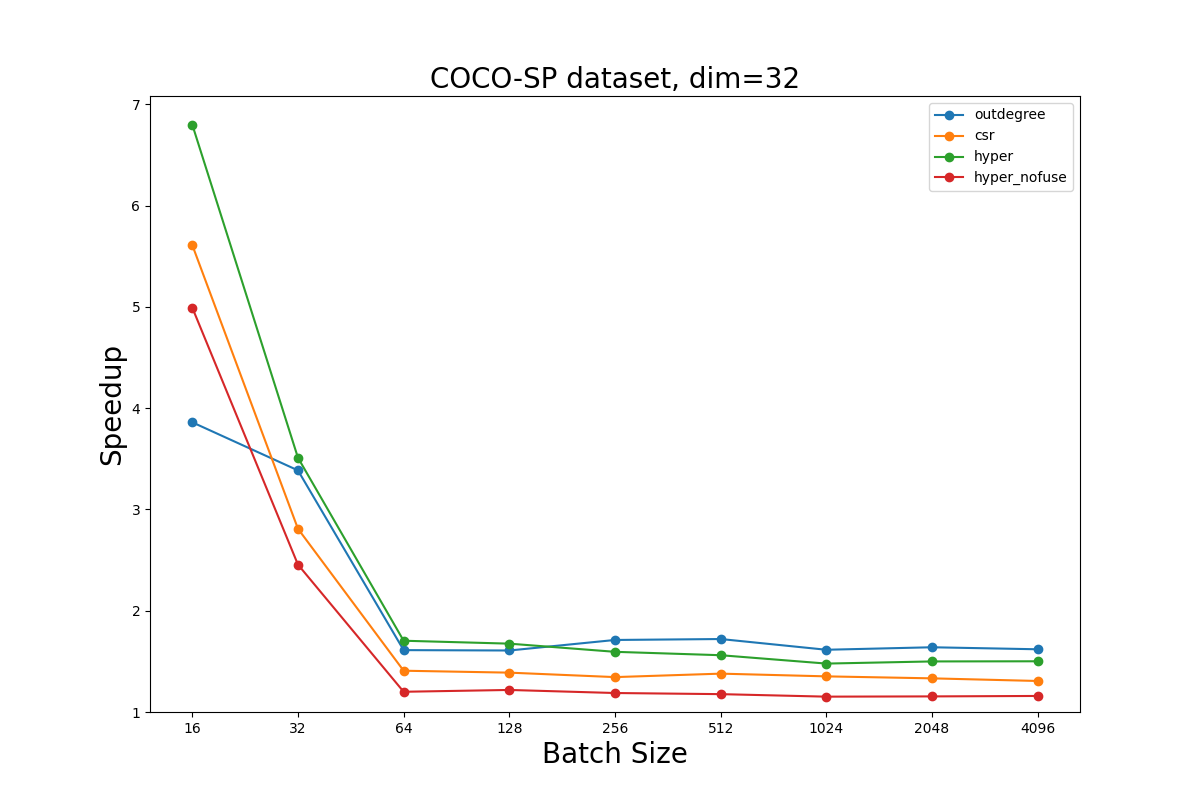 COCO-SP dataset, dim=32
7
6
5
4
3
2
1
Speedup
outdegree
csr
hyper
hyper_nofuse
16 32 64 128 256 512 1024 2048 4096
Batch Size